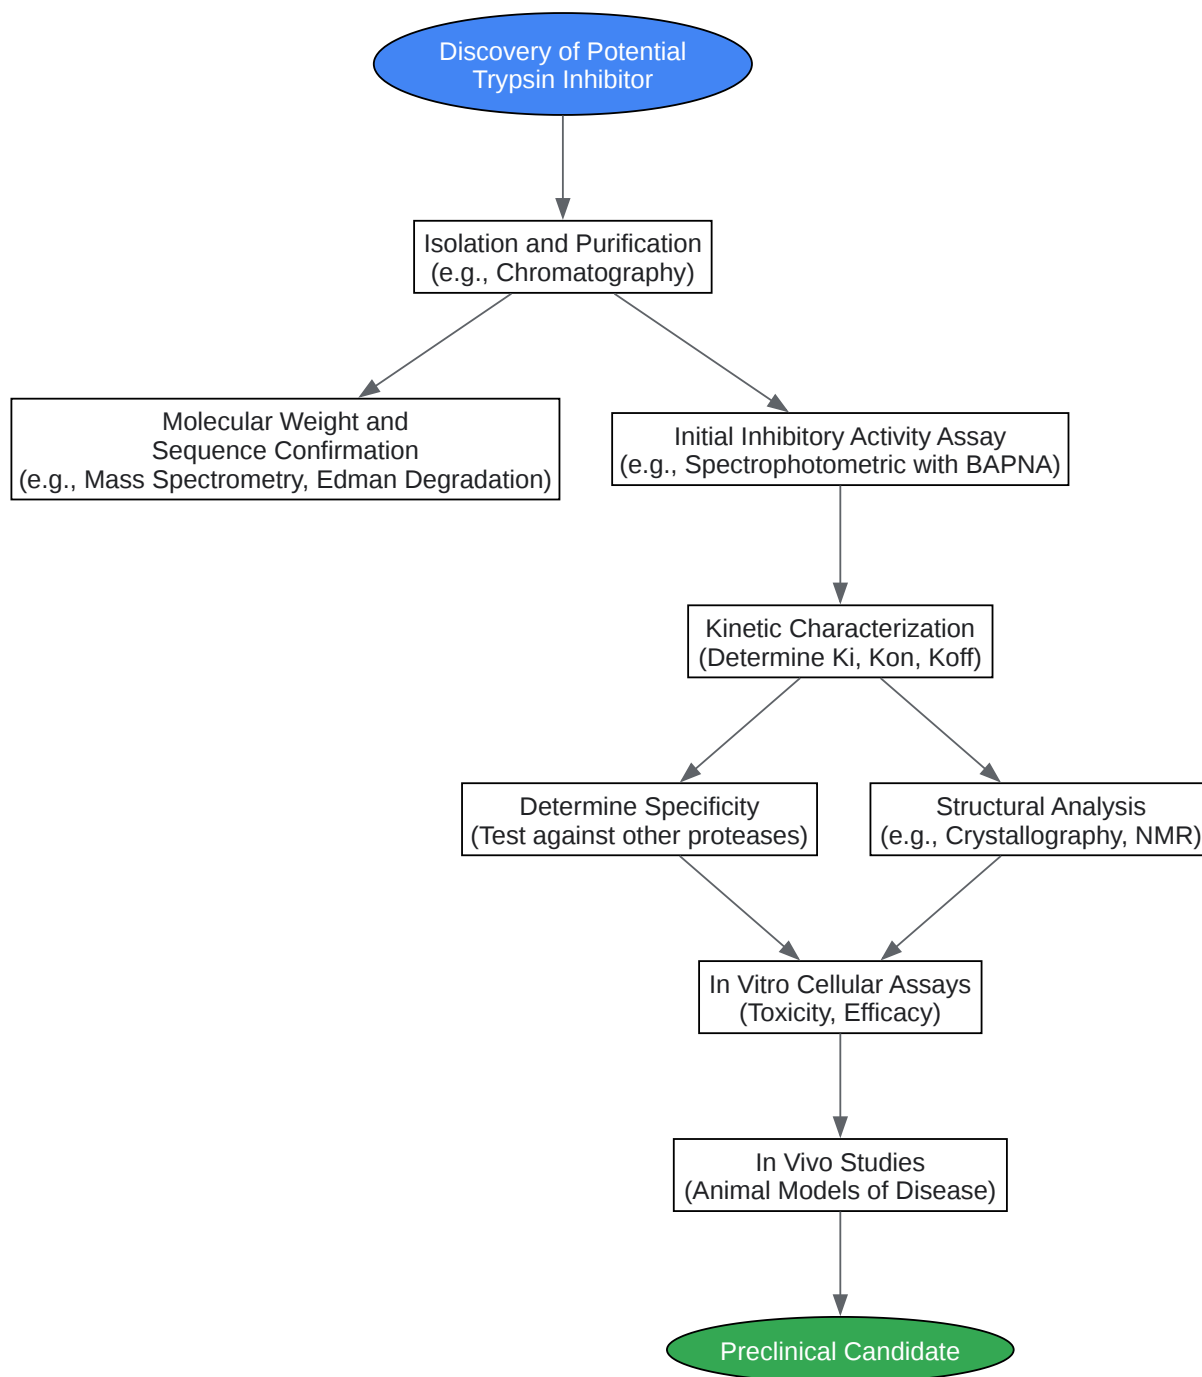 Discovery of Potential
Trypsin Inhibitor
Isolation and Purification
(e.g., Chromatography)
Molecular Weight and
Sequence Confirmation
(e.g., Mass Spectrometry, Edman Degradation)
Initial Inhibitory Activity Assay
(e.g., Spectrophotometric with BAPNA)
Kinetic Characterization
(Determine Ki, Kon, Koff)
Determine Specificity
(Test against other proteases)
Structural Analysis
(e.g., Crystallography, NMR)
In Vitro Cellular Assays
(Toxicity, Efficacy)
In Vivo Studies
(Animal Models of Disease)
Preclinical Candidate